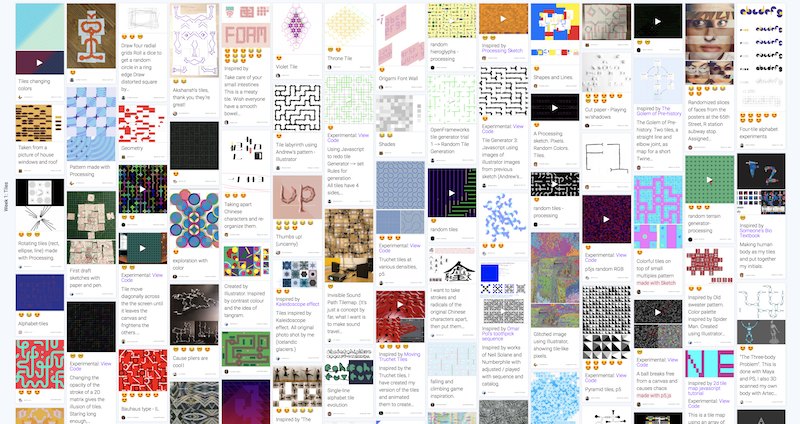 Week 1: Tiles
Tiles changing
colors
Taken from a
picture of house
windows and roof
Rotating tiles (rect,
ellipse, line), made
with Processing.
Alphabet-tiles
Pattern made with
Processing
First draft
sketches with
paper and pen.
Experimental: View
Code
Changing the
opacity of the
stroke of a 2D
matrix gives the
illusion of tiles.
Staring long
enough...
Draw four radial
grids Roll a dice to
get a random
circle in a ring
edge Draw
distorted square
by...
Geometry
Experimental: View
Code
Tile move
diagonally across
the screen until
it leaves the
canvas and
frightens the
others...
Bauhaus type - IL
Akshansh's tiles,
thank you they're
great!
exploration with
color
Cause pliers are
cool!
FOAM
Inspired by
Take care of your
small intestines
This is a meaty
tile. Wish everyone
have a smooth
bowel...
Taking apart
Chinese
characters and re-
organize them.
Created by
Illustrator inspired
by contrast colour
and the idea of
tangram
Violet Tile
Tile labyrinth using
Andrew's pattern -
Illustrator
UP
Thumbs up!
(uncanny)
Inspired by
Kaleidoscope effect
Tiles inspired by
Kaleidoscope
effect. All original
photo shot by me
(Icelandic
glaciers.)
Inspired by "The
Throne Tile
Experimental: View
Code
Using Javascript
to redo tile
Generator --> set
Rules for
generation
All tiles have 4
sides...
Invisible Sound
Path Tilemap. (It's
just a concept by
far, what I want to
make is sound
travel...
Single line
alphabet tile
evolution
Origami Font Wall
Shades
Experimental: View
Code
Truchet tiles at
various densities,
p5
Inspired by Moving
Truchet Tiles
Inspired by the
Truchet tiles, I
have created my
version of the tiles
and animated
them to create...
random
hieroglyphs -
processing
OpenFrameworks
tile generator trial
1 --> Random Tile
Generation
random tiles
I want to take
strokes and
radicals of the
original Chinese
characters apart,
then put them...
falling and
climbing game
inspiration
Inspired by
Processing Sketch
Experimental: View
Code
Tile Generator 3:
Javascript using
images of
Illustrator images
from previous
sketch (Andrew's...
Inspired by Omar
Pol's toothpick
sequence
Inspired by works
of Neil Sloane and
Numberphile with
adjusted / played
with sequence
and catalog.
Shapes and Lines
A Processing
sketch, Pixels,
Random Colors
Tiles.
random tiles -
processing
Glitched image
using Illustrator,
showing tile-like
pixels.
Cut paper - Playing
w/shadows
p5js random RGB
Pyramid tiles, p5
Inspired by The
Golem of Pre-history
The Golem of Pre-
history: Two tiles, a
straight line and
elbow joint, as
map for a short
Twine...
Colorful tiles on
top of small
multiples pattern
made with Sketch
Experimental: View
Code
A ball breaks free
from a canvas
and causes chaos
made with p5.js
Randomized slices
of faces from the
posters at the 65th
Street, R station
subway stop.
Assigned...
random terrain
generator-
processing
Inspired by Old
sweater pattern.
Color palette
inspired by Spider
Man. Created
using Illustrator...
Inspired by 2d tile
map javascript
tutorial
This is a tile map
using an array of
Four tile alphabet
experiments
Inspired by
Someone's Bio
Textbook
Making human
body as my tiles
and put together
my initials.
"The Three-body
Problem". This is
done with Maya
and PS, I also 3D
scanned my own
body with Artec...